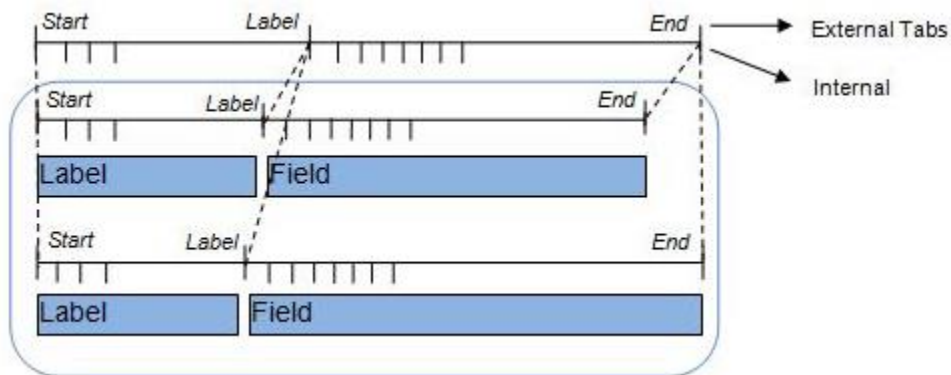 Start Label End External Tabs
Internal
Start Label End
Label Field
Start Label End
Label Field